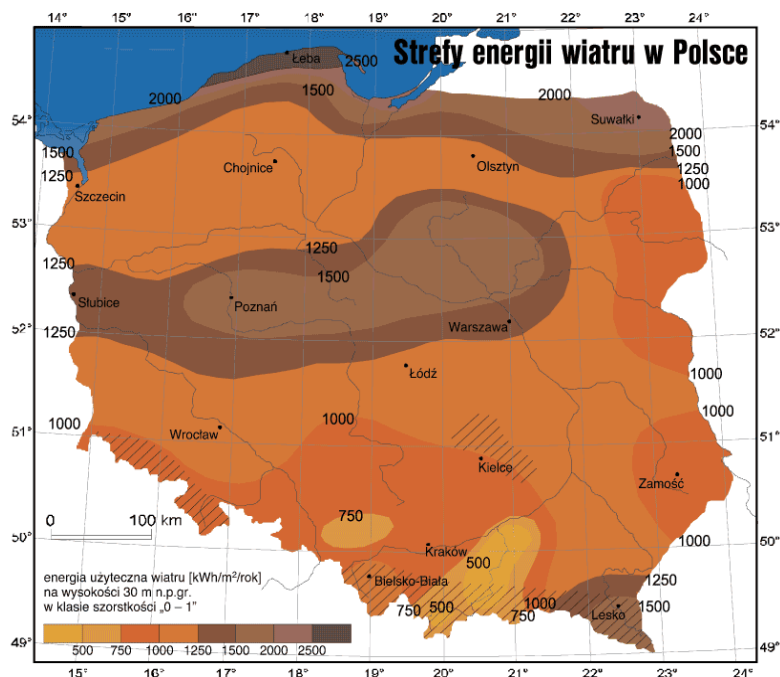 14° 15° 16° 17° 18° 19° 20° 21° 22° 23° 24°
Strefy energii wiatru w Polsce
Łeba
2500
2000
1500
2000
Suwałki
54°
54°
2000
1500
1500
1250
1250
Chojnice
Olsztyn
1000
Szczecin
53°
53°
1250
1250
1500
Słubice
Poznań
52°
1250
Warszawa
52°
Łódź
1000
1000
1000
1000
51°
Wrocław
51°
Kielce
Zamość
750
0 100 km
50°
1000
50°
Kraków
500
energia użyteczna wiatru [kWh/m²/rok]
na wysokości 30 m n.p.gr.
w klasie szorstkości „0 – 1”
Bielsko-Biała
1250
750 500 750 1000
Lesko
1500
49°
49°
500 750 1000 1250 1500 2000 2500
15° 16° 17° 18° 19° 20° 21° 22° 23°